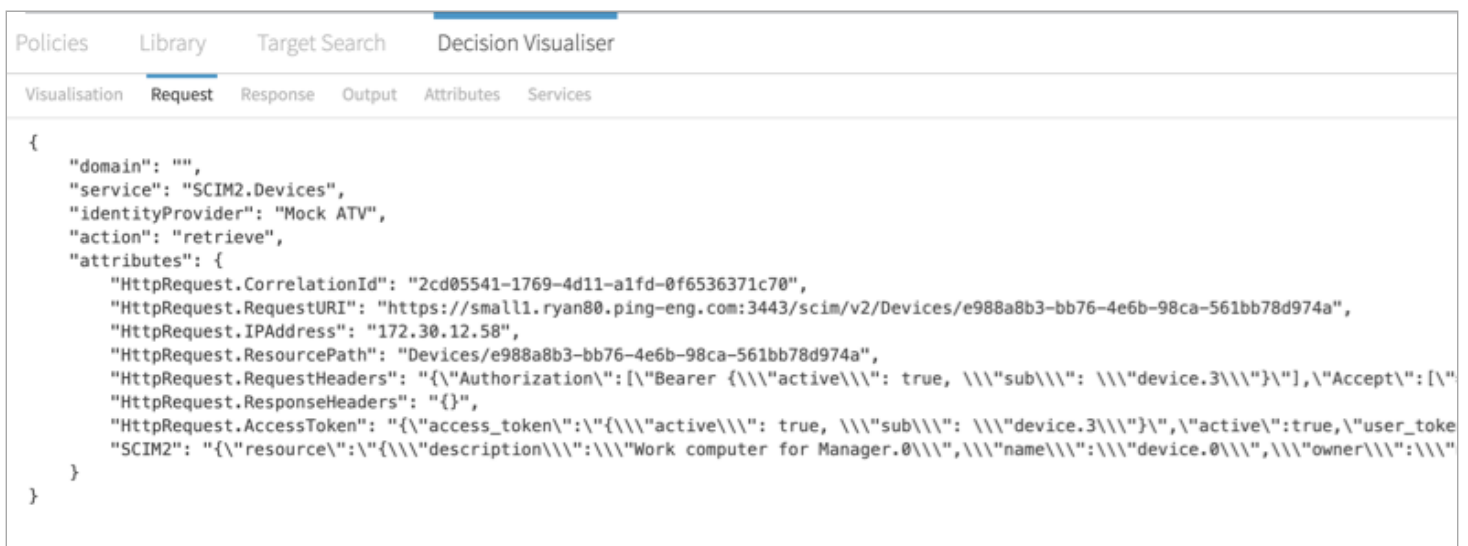 Policies Library Target Search Decision Visualiser
Visualisation Request Response Output Attributes Services
{
    "domain": "",
    "service": "SCIM2.Devices",
    "identityProvider": "Mock ATV",
    "action": "retrieve",
    "attributes": {
        "HttpRequest.CorrelationId": "2cd05541-1769-4d11-a1fd-0f6536371c70",
        "HttpRequest.RequestURI": "https://small1.ryan80.ping-eng.com:3443/scim/v2/Devices/e988a8b3-bb76-4e6b-98ca-561bb78d974a",
        "HttpRequest.IPAddress": "172.30.12.58",
        "HttpRequest.ResourcePath": "Devices/e988a8b3-bb76-4e6b-98ca-561bb78d974a",
        "HttpRequest.RequestHeaders": "{\"Authorization\":[\"Bearer {\\\"active\\\": true, \\\"sub\\\": \\\"device.3\\\"}\"],\"Accept\":[\"
        "HttpRequest.ResponseHeaders": "{}",
        "HttpRequest.AccessToken": "{\"access_token\":\"{\\\"active\\\": true, \\\"sub\\\": \\\"device.3\\\"}\",\"active\":true,\"user_toke
        "SCIM2": "{\"resource\":\"{\\\"description\\\":\\\"Work computer for Manager.0\\\",\\\"name\\\":\\\"device.0\\\",\\\"owner\\\":\\\"
    }
}